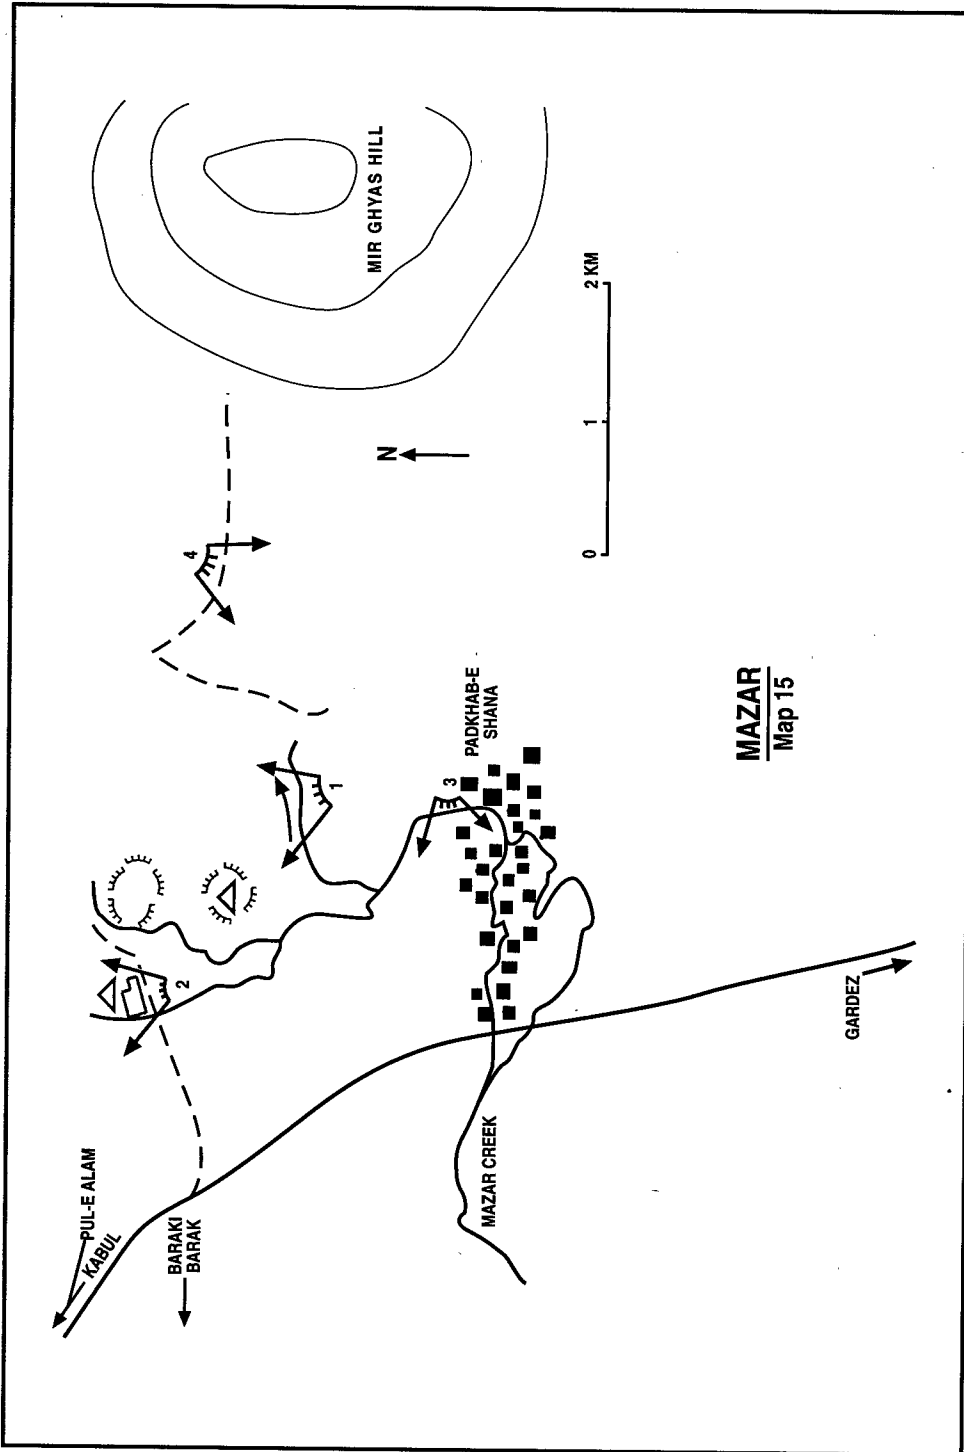 PUL-E ALAM
KABUL
BARAKI
BARAK
2
1
3
4
MIR GHYAS HILL
N
PADKHAB-E
SHANA
MAZAR CREEK
0
1
2 KM
GARDEZ
MAZAR
Map 15